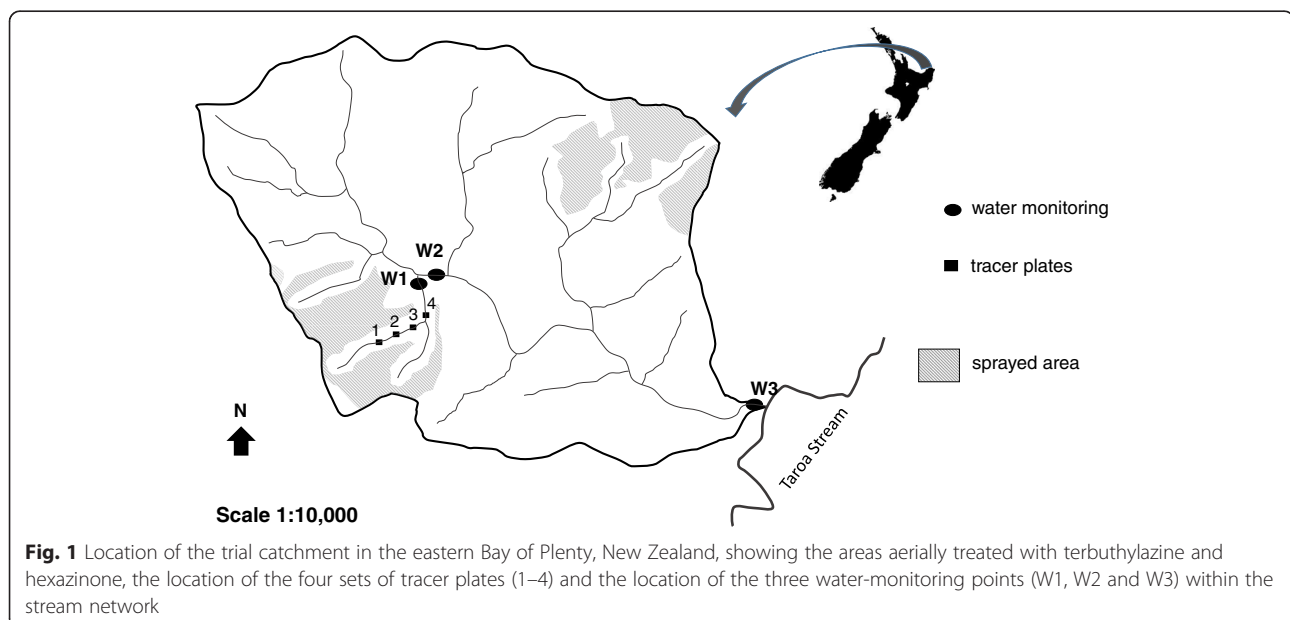 W2
W1
4
3
2
1
W3
N
Scale 1:10,000
Taroa Stream
water monitoring
tracer plates
sprayed area
Fig. 1 Location of the trial catchment in the eastern Bay of Plenty, New Zealand, showing the areas aerially treated with terbuthylazine and
hexazinone, the location of the four sets of tracer plates (1–4) and the location of the three water-monitoring points (W1, W2 and W3) within the
stream network